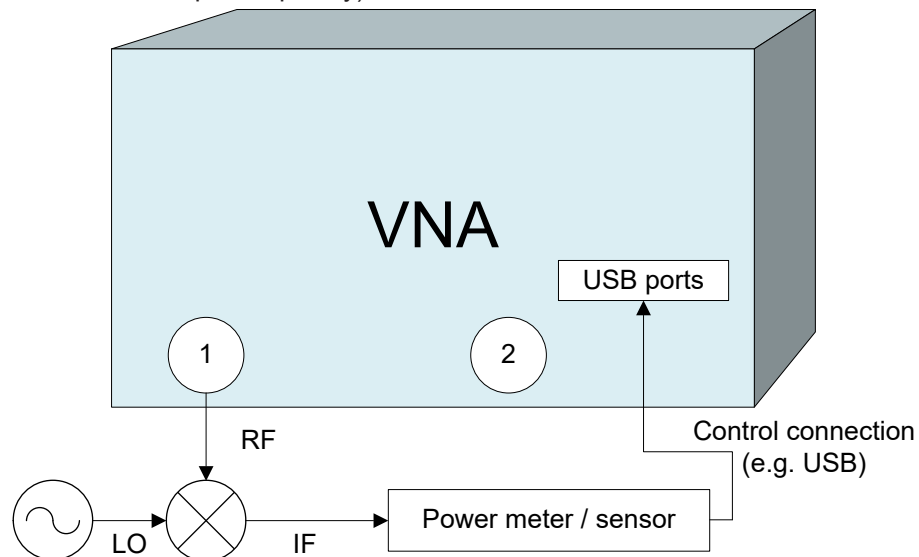 VNA
USB ports
1
2
RF
Control connection
(e.g. USB)
Power meter / sensor
LO
IF